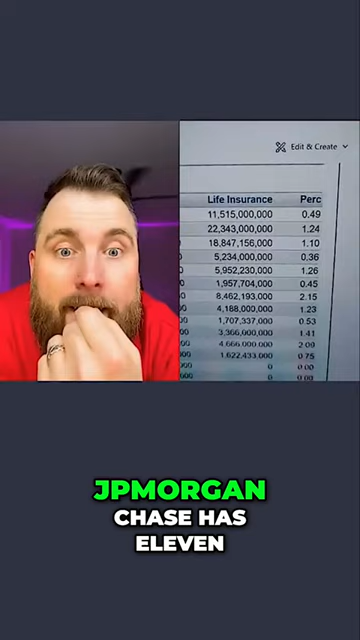 Edit & Create
Life Insurance Perc
11,515,000,000 0.49
22,343,000,000 1.24
18,847,156,000 1.10
5,234,000,000 0.36
5,952,230,000 1.26
1,957,704,000 0.45
8,462,193,000 2.15
4,188,000,000 1.23
1,707,337,000 0.53
3,366,000,000 1.41
4,666,000,000 2.00
1,622,433,000 0.75
0 0.00
0 0.00
JPMORGAN
CHASE HAS
ELEVEN